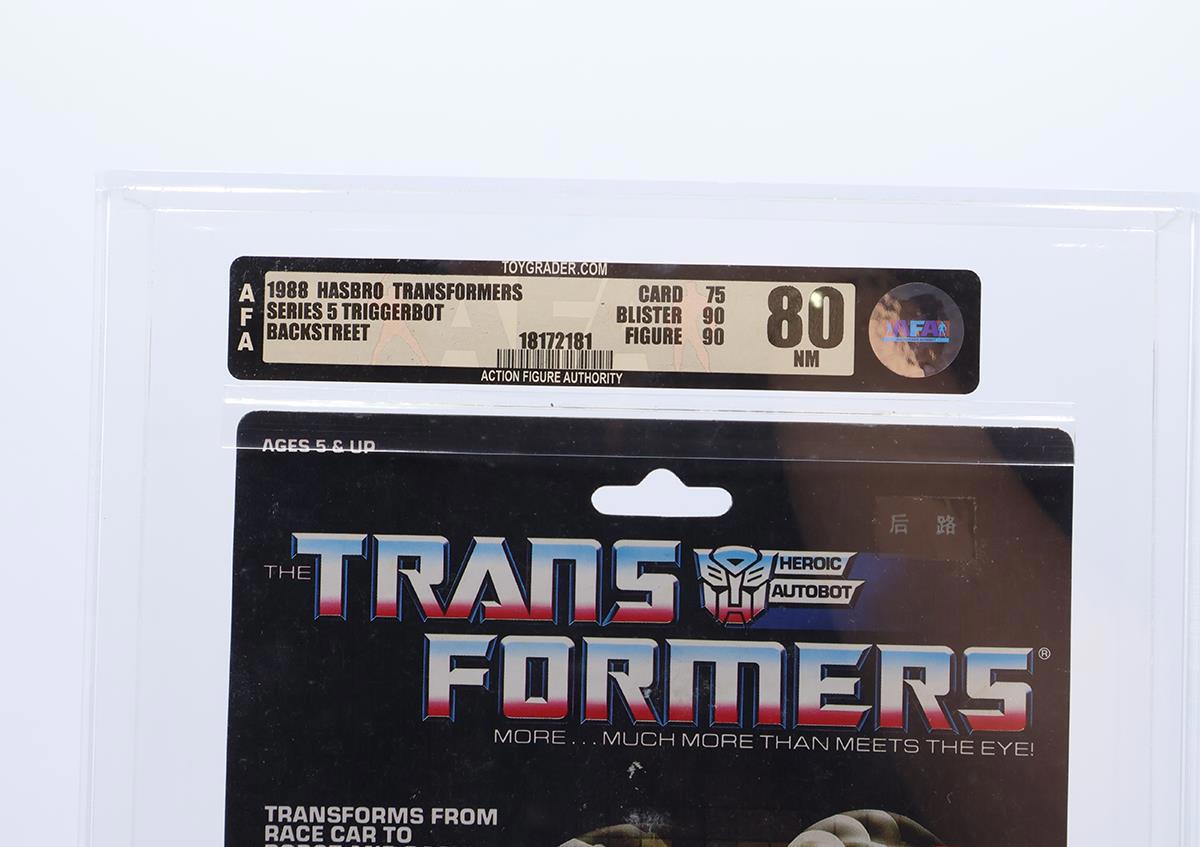 TOYGRADER.COM
AFA
1988 HASBRO TRANSFORMERS
SERIES 5 TRIGGERBOT
BACKSTREET
18172181
CARD 75
BLISTER 90
FIGURE 90
80
NM
AFA
ACTION FIGURE AUTHORITY
AGES 5 & UP
后路
THE TRANSFORMERS®
HEROIC
AUTOBOT
MORE...MUCH MORE THAN MEETS THE EYE!
TRANSFORMS FROM
RACE CAR TO